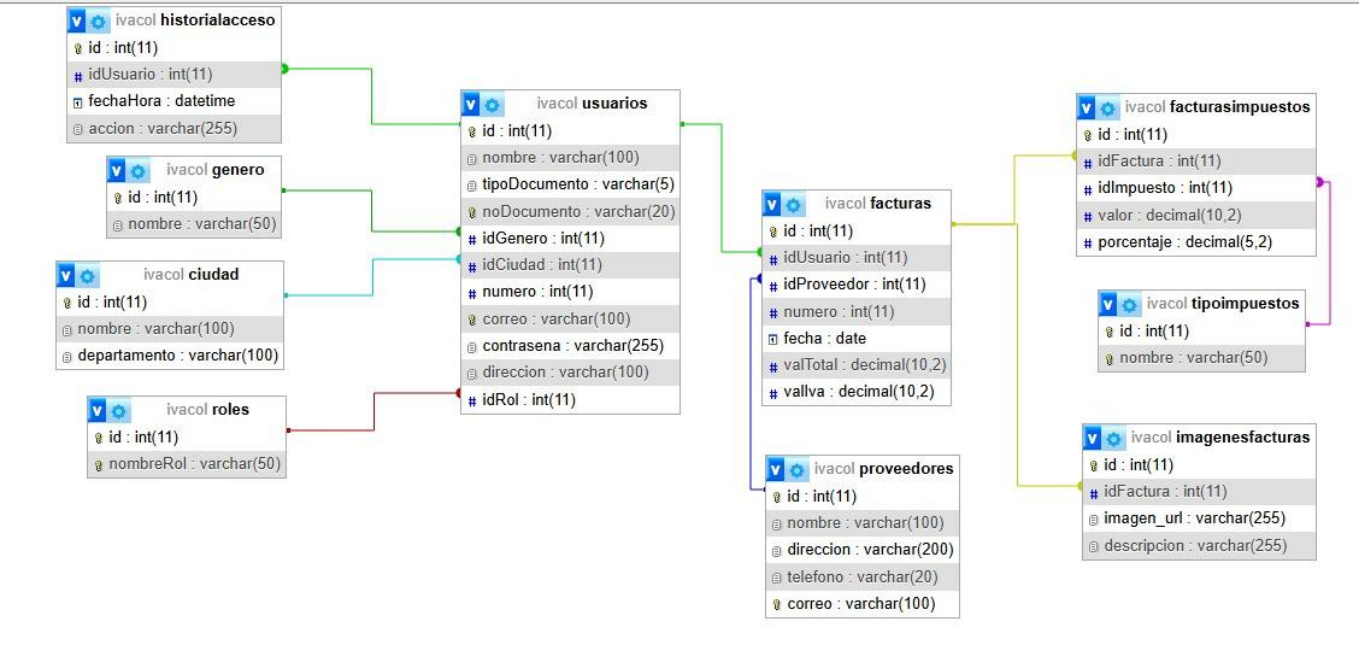 ivacol historialacceso
id : int(11)
idUsuario : int(11)
fechaHora : datetime
accion : varchar(255)
ivacol genero
id : int(11)
nombre : varchar(50)
ivacol ciudad
id : int(11)
nombre : varchar(100)
departamento : varchar(100)
ivacol roles
id : int(11)
nombreRol : varchar(50)
ivacol usuarios
id : int(11)
nombre : varchar(100)
tipoDocumento : varchar(5)
noDocumento : varchar(20)
idGenero : int(11)
idCiudad : int(11)
numero : int(11)
correo : varchar(100)
contrasena : varchar(255)
direccion : varchar(100)
idRol : int(11)
ivacol facturas
id : int(11)
idUsuario : int(11)
idProveedor : int(11)
numero : int(11)
fecha : date
valTotal : decimal(10,2)
valIva : decimal(10,2)
ivacol proveedores
id : int(11)
nombre : varchar(100)
direccion : varchar(200)
telefono : varchar(20)
correo : varchar(100)
ivacol facturasimpuestos
id : int(11)
idFactura : int(11)
idImpuesto : int(11)
valor : decimal(10,2)
porcentaje : decimal(5,2)
ivacol tipoimpuestos
id : int(11)
nombre : varchar(50)
ivacol imagenesfacturas
id : int(11)
idFactura : int(11)
imagen_url : varchar(255)
descripcion : varchar(255)